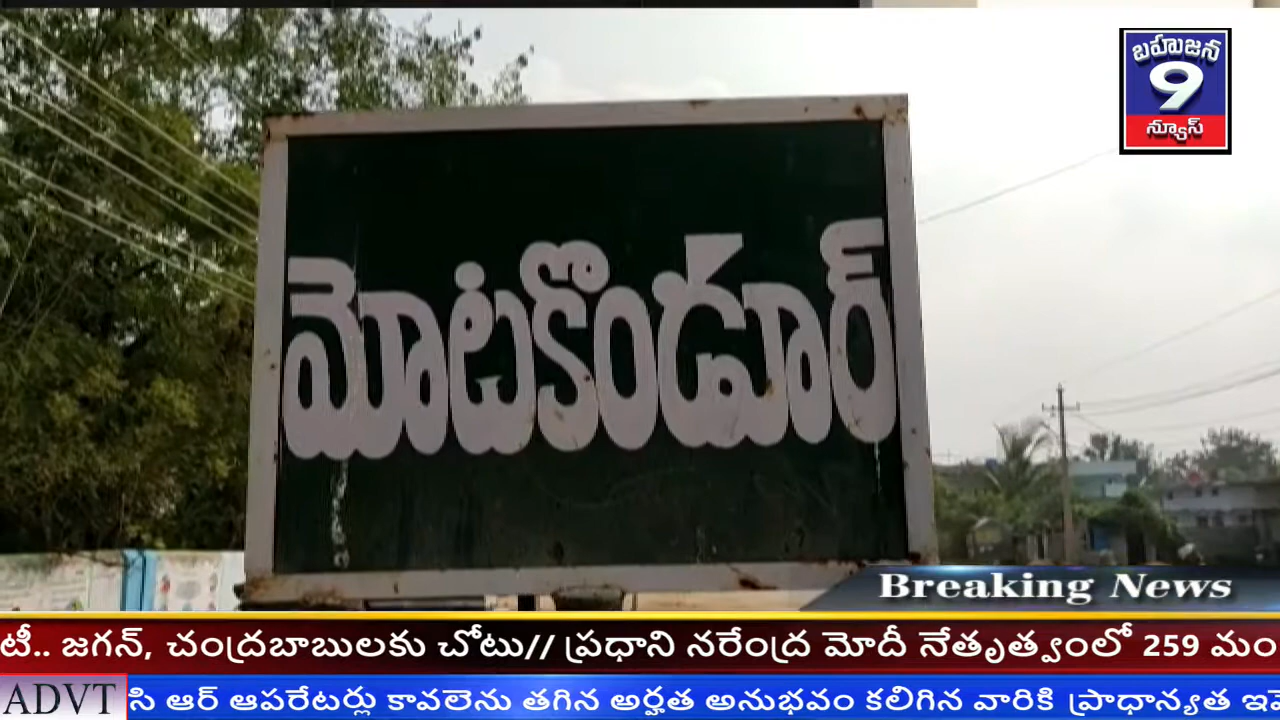 బహుజన
9
న్యూస్
మోటకొండూర్
Breaking News
టీ.. జగన్, చంద్రబాబులకు చోటు// ప్రధాని నరేంద్ర మోదీ నేతృత్వంలో 259 మం
ADVT సి ఆర్ ఆపరేటర్లు కావలెను తగిన అర్హత అనుభవం కలిగిన వారికి ప్రాధాన్యత